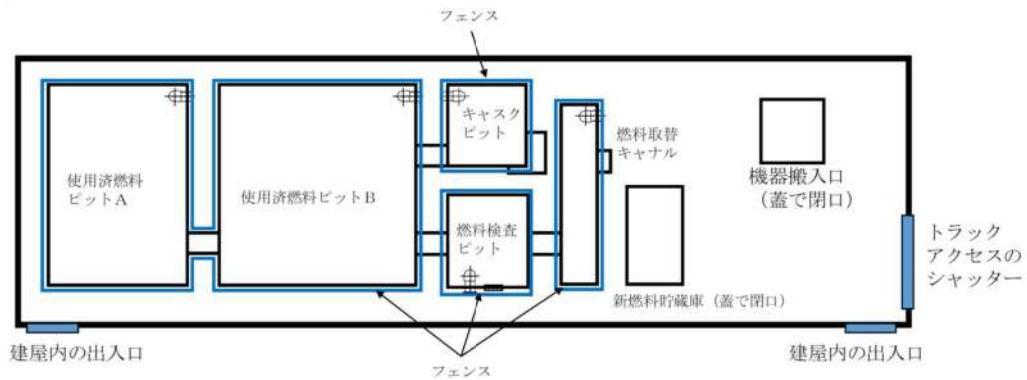 フェンス
使用済燃料
ピットA
使用済燃料ピットB
キャスク
ピット
燃料検査
ピット
燃料取替
キャナル
機器搬入口
（蓋で閉口）
新燃料貯蔵庫（蓋で閉口）
トラック
アクセスの
シャッター
建屋内の出入口
フェンス
建屋内の出入口